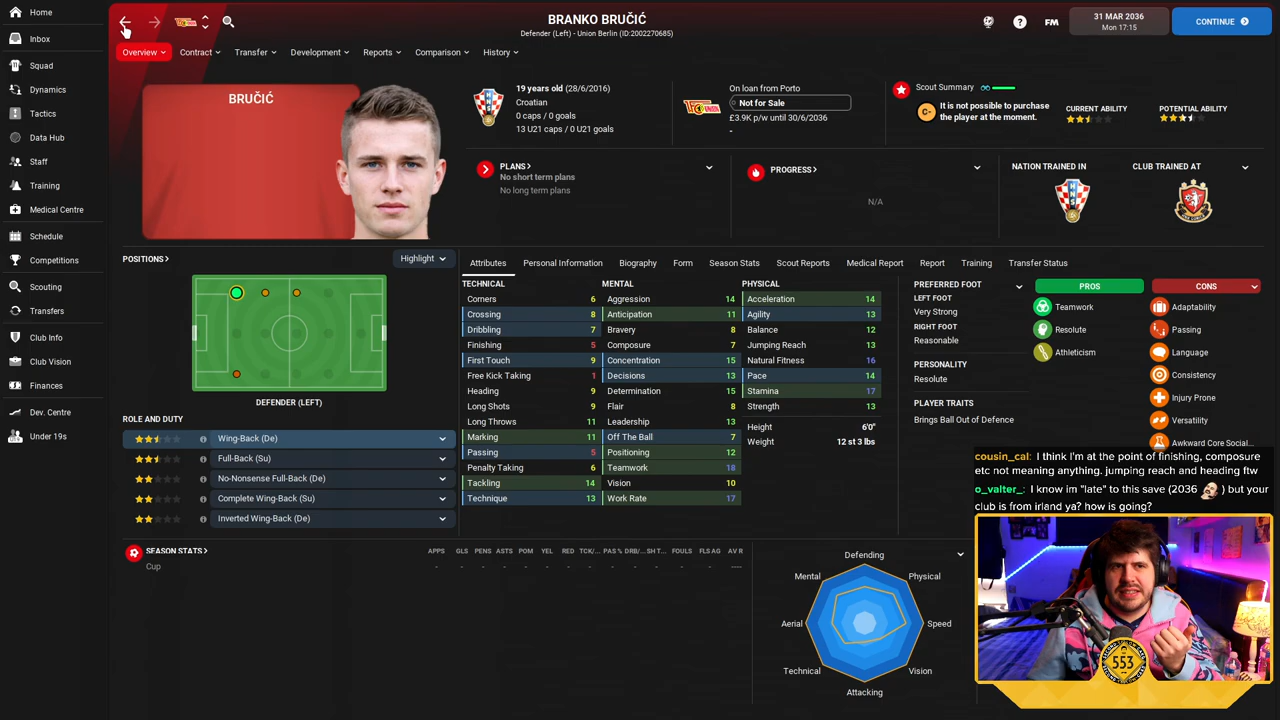 Home
BRANKO BRUČIĆ
Defender (Left) - Union Berlin (ID:2002270685)
? FM
31 MAR 2036
Mon 17:15
CONTINUE
Inbox
Squad
Dynamics
Tactics
Data Hub
Staff
Training
Medical Centre
Schedule
Competitions
Scouting
Transfers
Club Info
Club Vision
Finances
Dev. Centre
Under 19s
Overview Contract Transfer Development Reports Comparison History
BRUČIĆ
19 years old (28/6/2016)
Croatian
0 caps / 0 goals
13 U21 caps / 0 U21 goals
On loan from Porto
Not for Sale
£3.9K p/w until 30/6/2036
-
Scout Summary
C-
It is not possible to purchase
the player at the moment.
CURRENT ABILITY
POTENTIAL ABILITY
PLANS
No short term plans
No long term plans
PROGRESS
N/A
NATION TRAINED IN
CLUB TRAINED AT
POSITIONS
Highlight
DEFENDER (LEFT)
ROLE AND DUTY
Wing-Back (De)
Full-Back (Su)
No-Nonsense Full-Back (De)
Complete Wing-Back (Su)
Inverted Wing-Back (De)
Attributes Personal Information Biography Form Season Stats Scout Reports Medical Report Report Training Transfer Status
TECHNICAL
Corners 6
Crossing 8
Dribbling 7
Finishing 5
First Touch 9
Free Kick Taking 1
Heading 9
Long Shots 9
Long Throws 11
Marking 11
Passing 5
Penalty Taking 6
Tackling 14
Technique 13
MENTAL
Aggression 14
Anticipation 11
Bravery 8
Composure 7
Concentration 15
Decisions 13
Determination 15
Flair 8
Leadership 13
Off The Ball 7
Positioning 12
Teamwork 18
Vision 10
Work Rate 17
PHYSICAL
Acceleration 14
Agility 13
Balance 12
Jumping Reach 13
Natural Fitness 16
Pace 14
Stamina 17
Strength 13
Height 6'0"
Weight 12 st 3 lbs
PREFERRED FOOT
LEFT FOOT
Very Strong
RIGHT FOOT
Reasonable
PERSONALITY
Resolute
PLAYER TRAITS
Brings Ball Out of Defence
PROS
Teamwork
Resolute
Athleticism
CONS
Adaptability
Passing
Language
Consistency
Injury Prone
Versatility
Awkward Core Social...
cousin_cal: I think I'm at the point of finishing, composure
etc not meaning anything. jumping reach and heading ftw
o_valter_: I know im "late" to this save (2036 ) but your
club is from irland ya? how is going?
SEASON STATS
APPS GLS PENS ASTS POM YEL RED TCK/... PAS % DRB/... SH T... FOULS FLS AG AV R
Cup - - - - - - - - - - - - - ----
Defending
Physical
Speed
Vision
Attacking
Technical
Aerial
Mental
553